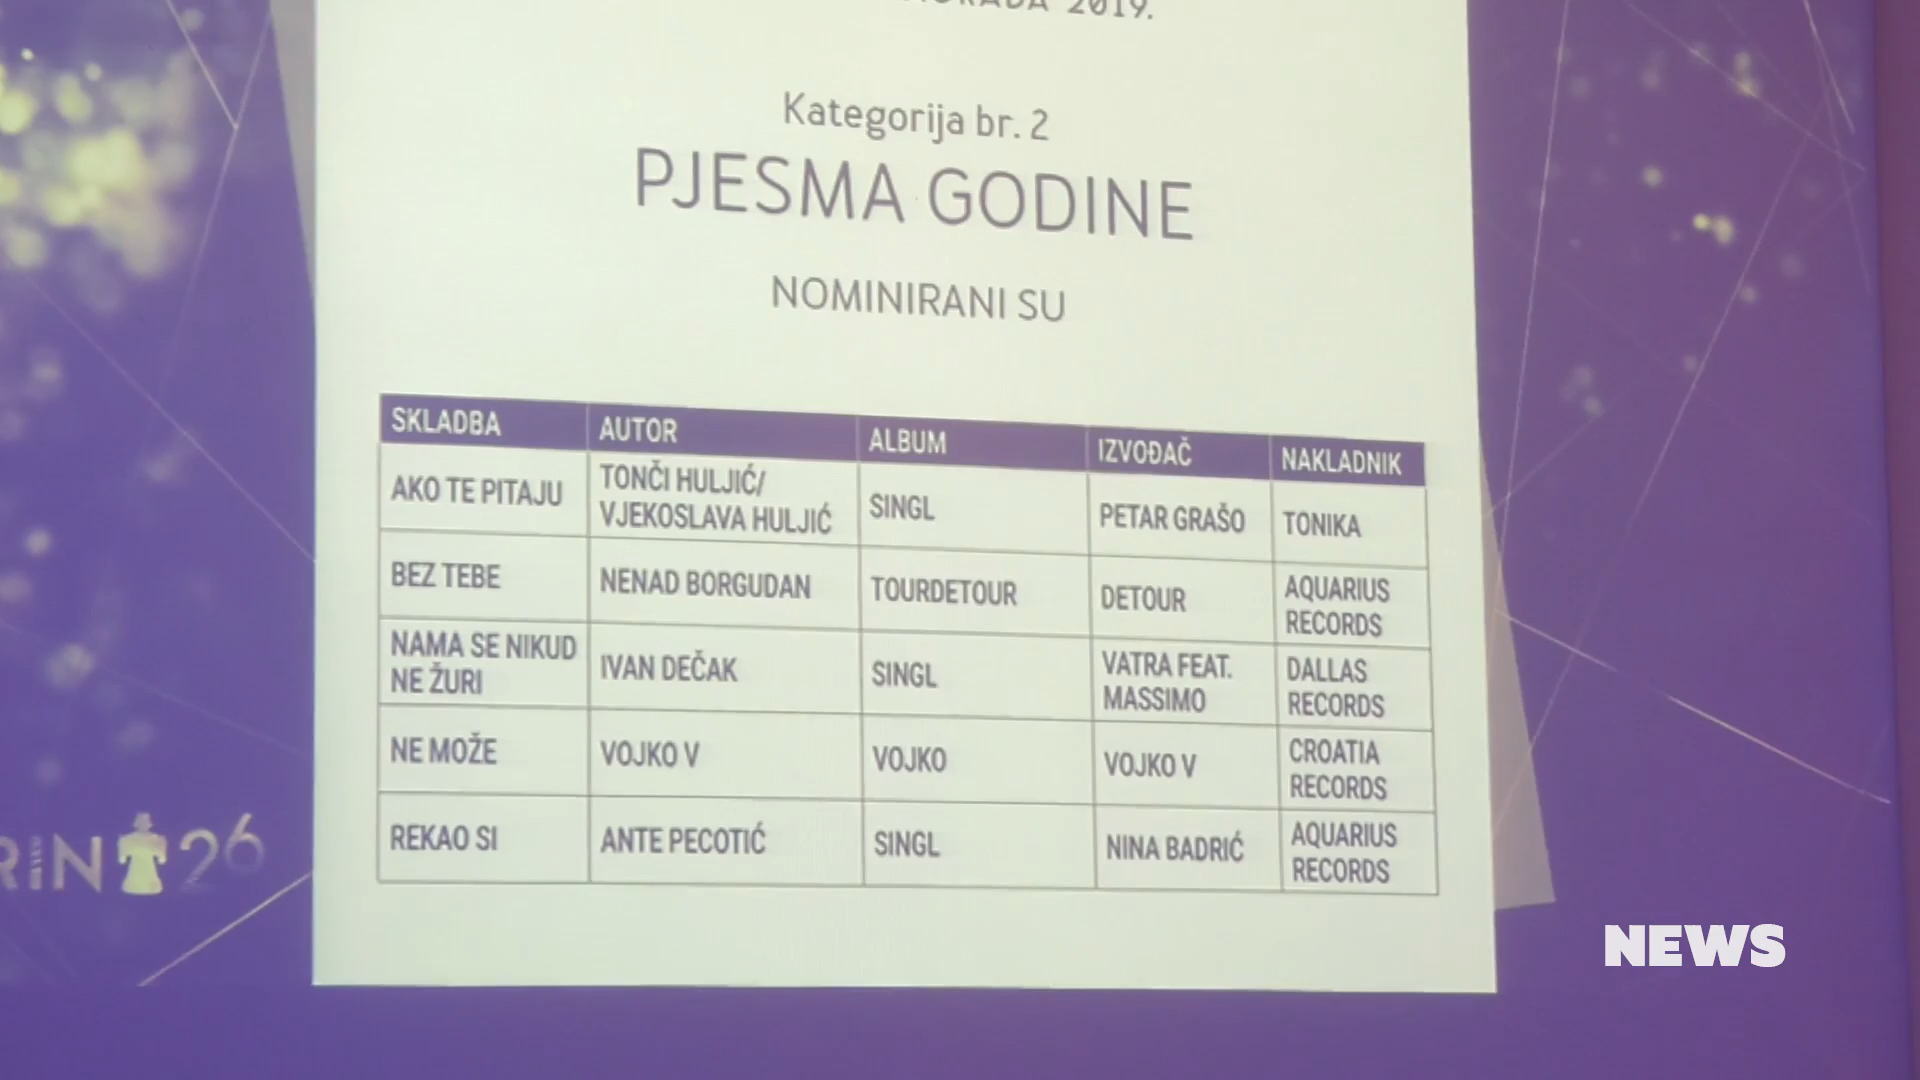 2019.
Kategorija br. 2
PJESMA GODINE
NOMINIRANI SU
SKLADBA AUTOR ALBUM IZVOĐAČ NAKLADNIK
AKO TE PITAJU TONČI HULJIĆ/ VJEKOSLAVA HULJIĆ SINGL PETAR GRAŠO TONIKA
BEZ TEBE NENAD BORGUDAN TOURDETOUR DETOUR AQUARIUS RECORDS
NAMA SE NIKUD NE ŽURI IVAN DEČAK SINGL VATRA FEAT. MASSIMO DALLAS RECORDS
NE MOŽE VOJKO V VOJKO VOJKO V CROATIA RECORDS
REKAO SI ANTE PECOTIĆ SINGL NINA BADRIĆ AQUARIUS RECORDS
RIN 26
NEWS